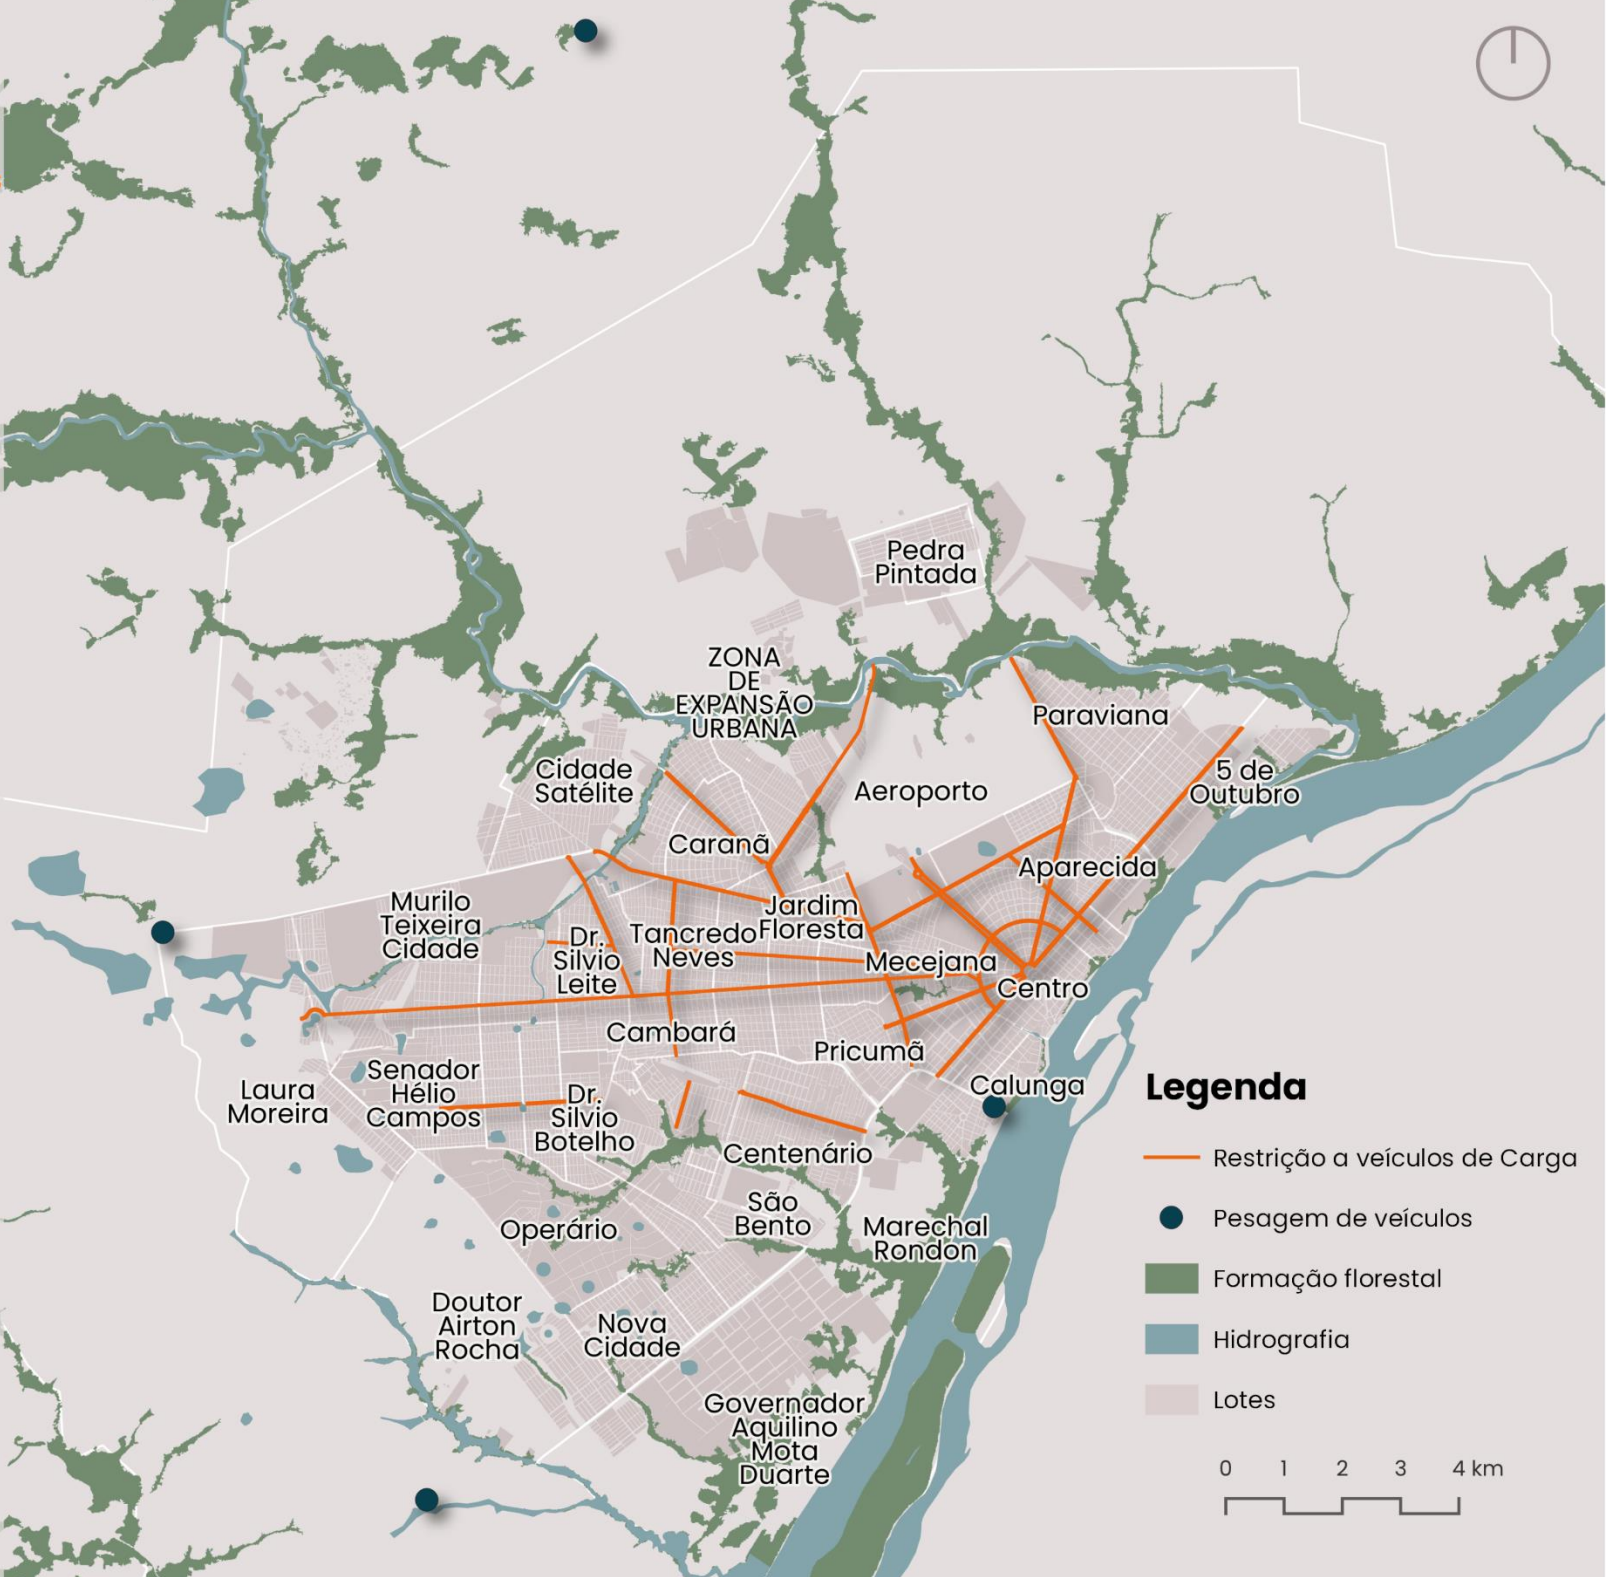 Pedra
Pintada
ZONA
DE
EXPANSÃO
URBANA
Paraviana
Cidade
Satélite
Aeroporto
5 de
Outubro
Caranã
Aparecida
Murilo
Teixeira
Cidade
Jardim
Floresta
Dr.
Silvio
Leite
Tancredo
Neves
Mecejana
Centro
Cambará
Pricumã
Laura
Moreira
Senador
Hélio
Campos
Dr.
Silvio
Botelho
Calunga
Centenário
Operário
São
Bento
Marechal
Rondon
Doutor
Airton
Rocha
Nova
Cidade
Governador
Aquilino
Mota
Duarte
Legenda
Restrição a veículos de Carga
Pesagem de veículos
Formação florestal
Hidrografia
Lotes
0 1 2 3 4 km